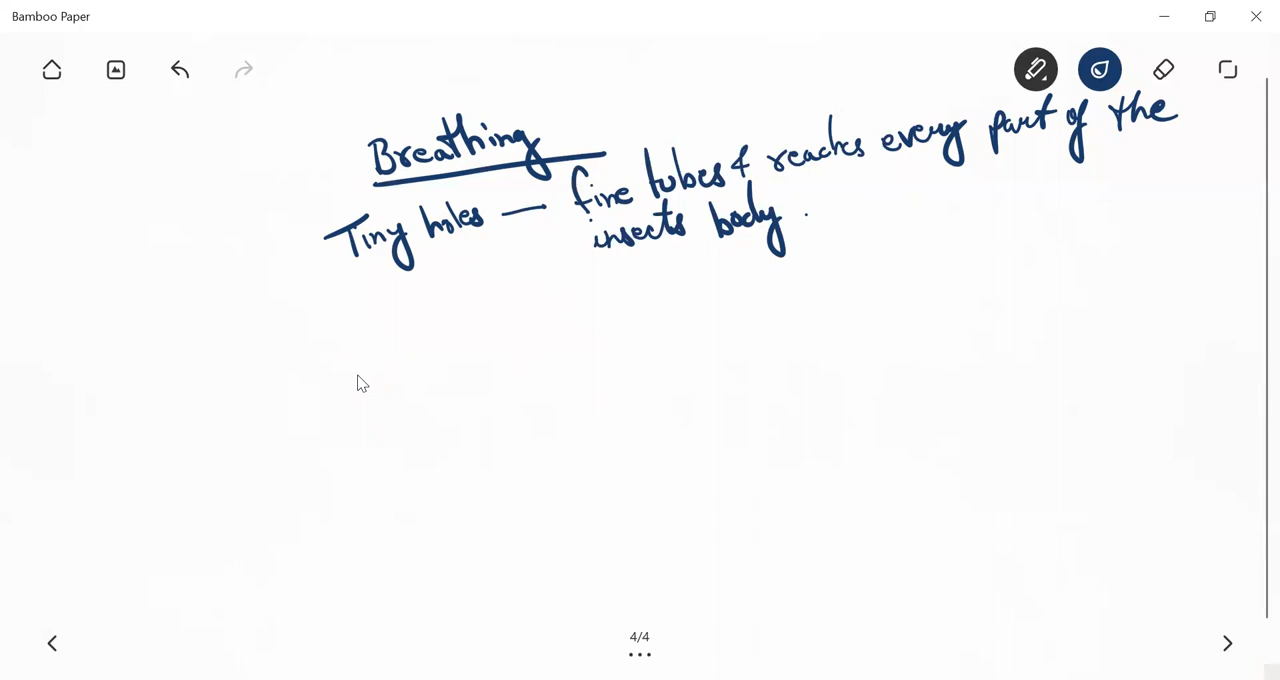 Bamboo Paper
Breathing
Tiny holes — fine tubes & reaches every part of the
insects body .
4/4